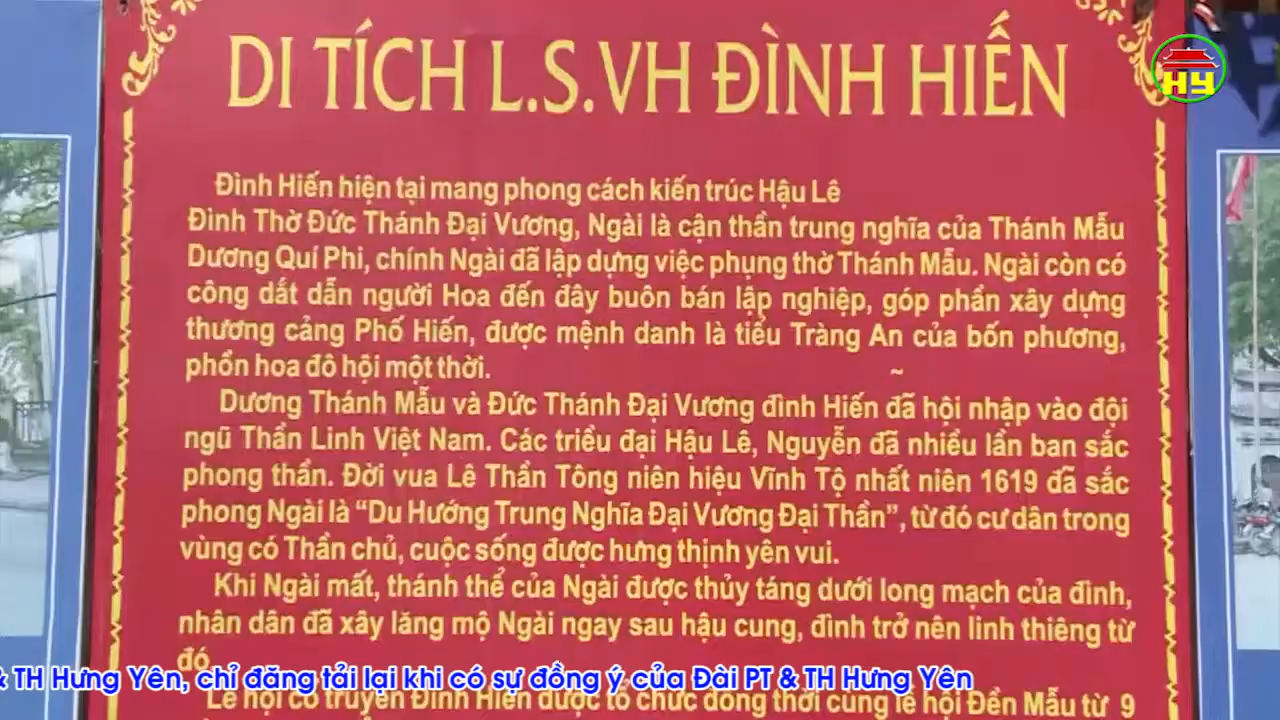 DI TÍCH L.S.VH ĐÌNH HIẾN
HY
Đình Hiến hiện tại mang phong cách kiến trúc Hậu Lê
Đình Thờ Đức Thánh Đại Vương, Ngài là cận thần trung nghĩa của Thánh Mẫu
Dương Quí Phi, chính Ngài đã lập dựng việc phụng thờ Thánh Mẫu. Ngài còn có
công dắt dẫn người Hoa đến đây buôn bán lập nghiệp, góp phần xây dựng
thương cảng Phố Hiến, được mệnh danh là tiểu Tràng An của bốn phương,
phồn hoa đô hội một thời.
Dương Thánh Mẫu và Đức Thánh Đại Vương đình Hiến đã hội nhập vào đội
ngũ Thần Linh Việt Nam. Các triều đại Hậu Lê, Nguyễn đã nhiều lần ban sắc
phong thần. Đời vua Lê Thần Tông niên hiệu Vĩnh Tộ nhất niên 1619 đã sắc
phong Ngài là “Du Hướng Trung Nghĩa Đại Vương Đại Thần”, từ đó cư dân trong
vùng có Thần chủ, cuộc sống được hưng thịnh yên vui.
Khi Ngài mất, thánh thể của Ngài được thủy táng dưới long mạch của đình,
nhân dân đã xây lăng mộ Ngài ngay sau hậu cung, đình trở nên linh thiêng từ
đó
& TH Hưng Yên, chỉ đăng tải lại khi có sự đồng ý của Đài PT & TH Hưng Yên
Lễ hội cổ truyền Đình Hiến được tổ chức đồng thời cùng lễ hội Đền Mẫu từ 9